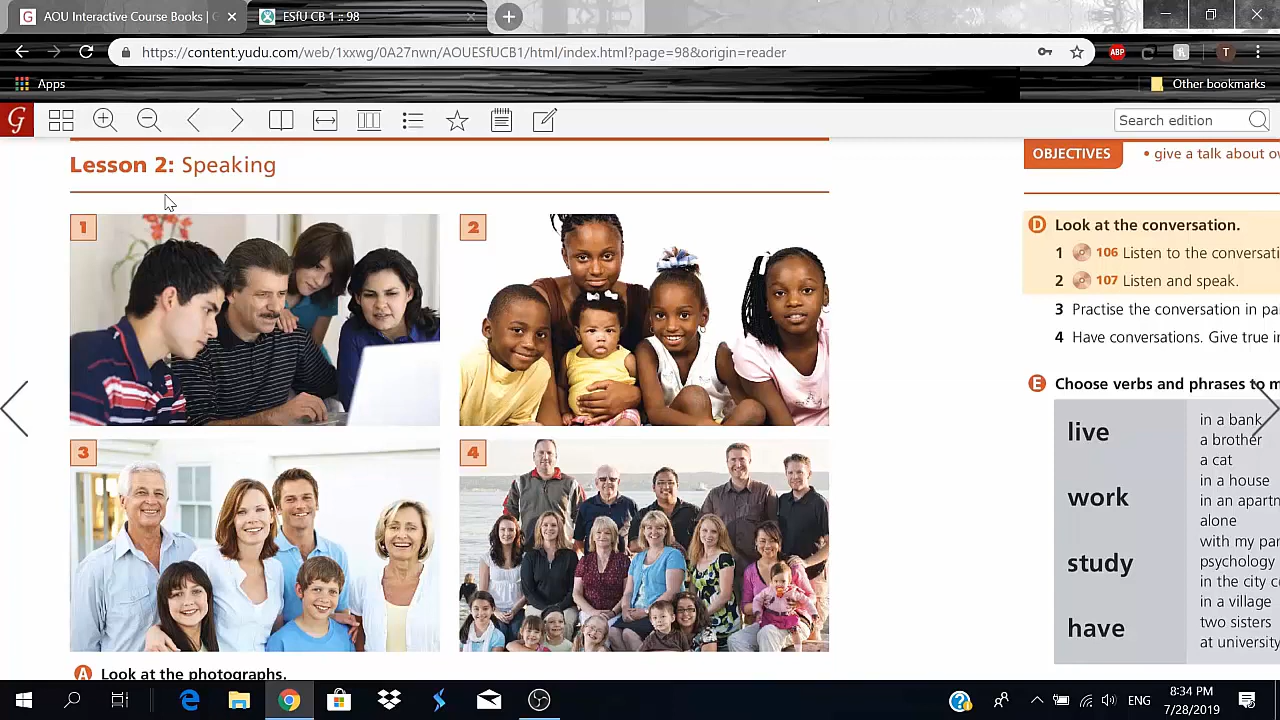 AOU Interactive Course Books |
ESfU CB 1 :: 98
https://content.yudu.com/web/1xxwg/0A27nwn/AOUESfUCB1/html/index.html?page=98&origin=reader
ABP
T
Apps
Other bookmarks
G
Search edition
Lesson 2: Speaking
1
2
3
4
A Look at the photographs.
OBJECTIVES
• give a talk about
D Look at the conversation.
1 106 Listen to the
2 107 Listen and speak.
3 Practise the conversation in
4 Have conversations. Give true
E Choose verbs and phrases to
live
work
study
have
in a bank
a brother
a cat
in a house
in an
alone
with my
psychology
in the city
in a village
two sisters
at university
ENG
8:34 PM
7/28/2019